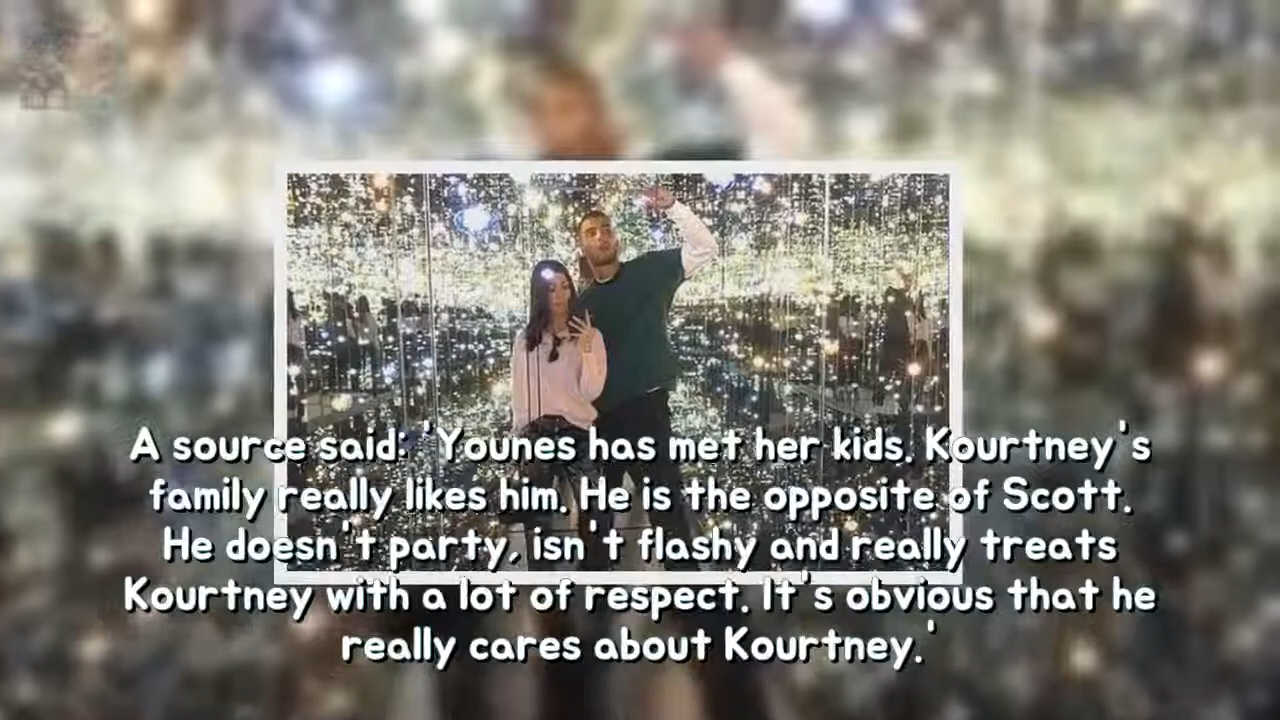 A source said: 'Younes has met her kids. Kourtney's
family really likes him. He is the opposite of Scott.
He doesn't party, isn't flashy and really treats
Kourtney with a lot of respect. It's obvious that he
really cares about Kourtney.'